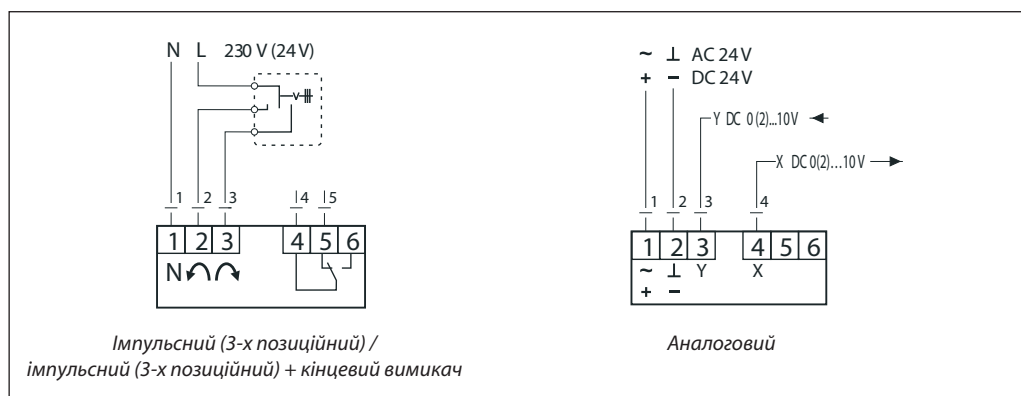 N L 230 V (24 V)
1 2 3 4 5
1 2 3 4 5 6
N
Імпульсний (3-х позиційний) /
імпульсний (3-х позиційний) + кінцевий вимикач
~ ⊥ AC 24 V
+ − DC 24 V
Y DC 0 (2)...10 V
X DC 0(2)...10 V
1 2 3 4
1 2 3 4 5 6
~ ⊥ Y X
+ −
Аналоговий